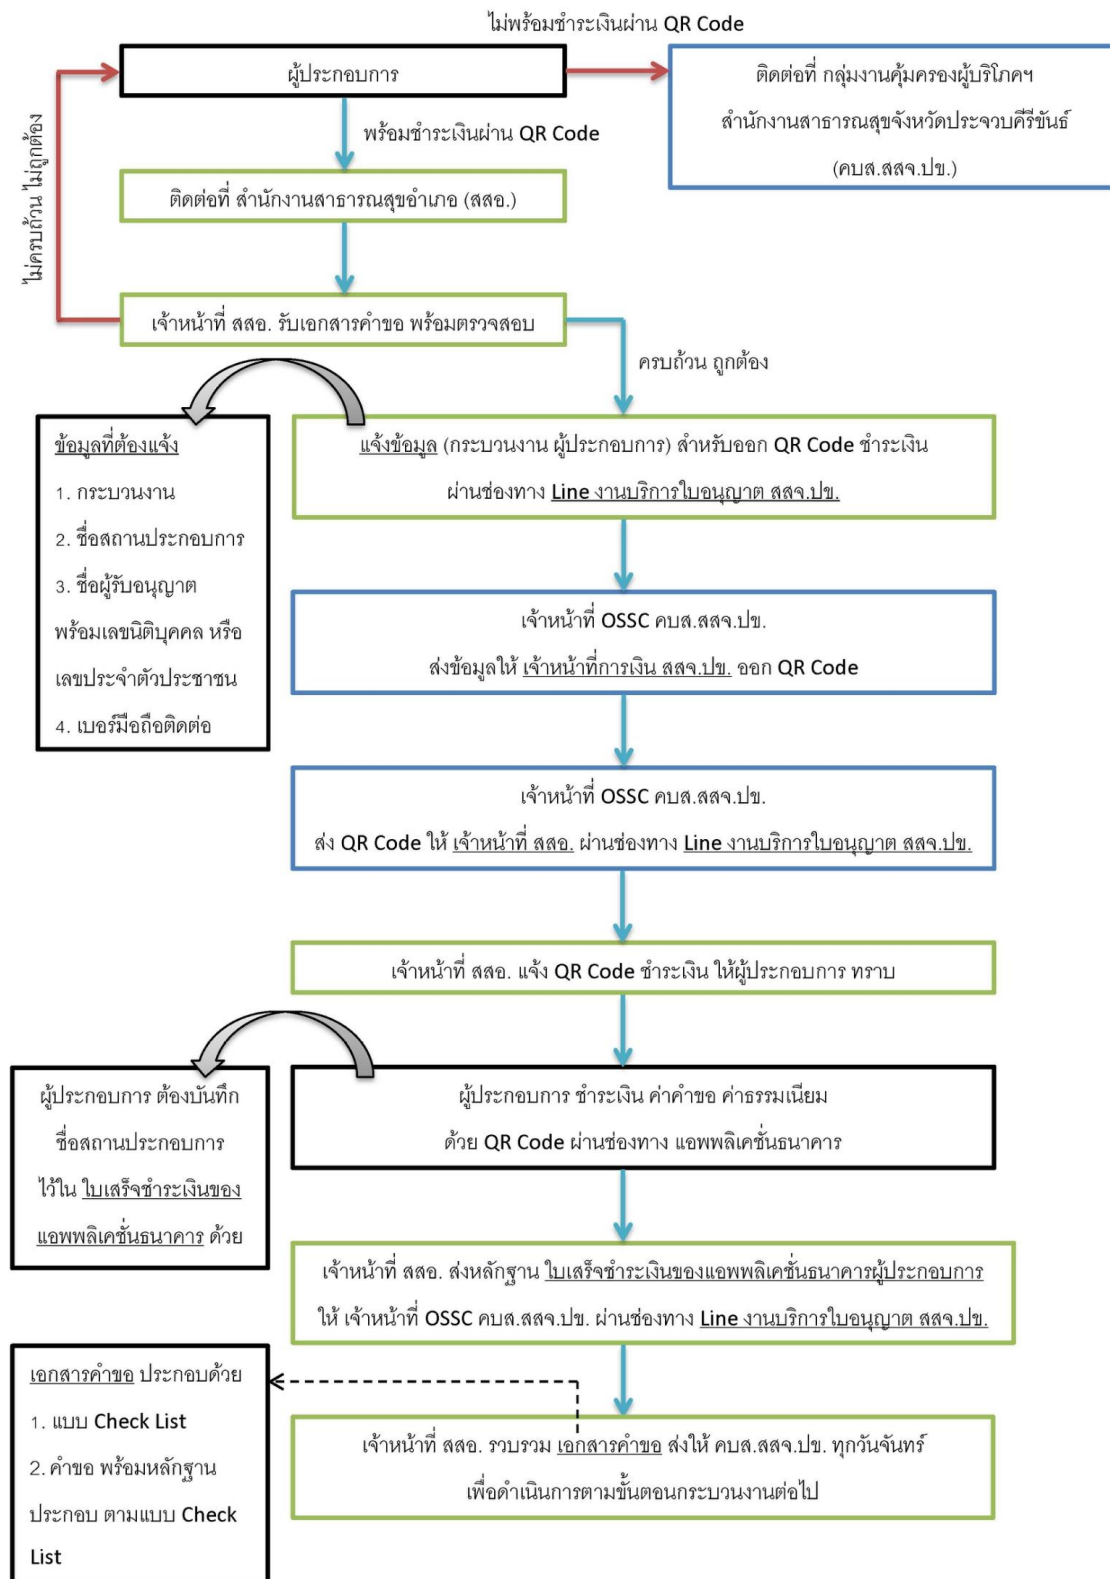 ไม่พร้อมชำระเงินผ่าน QR Code
ผู้ประกอบการ
ติดต่อที่ กลุ่มงานคุ้มครองผู้บริโภคฯ
สำนักงานสาธารณสุขจังหวัดประจวบคีรีขันธ์
(คบส.สสจ.ปข.)
พร้อมชำระเงินผ่าน QR Code
ไม่ครบถ้วน ไม่ถูกต้อง
ติดต่อที่ สำนักงานสาธารณสุขอำเภอ (สสอ.)
เจ้าหน้าที่ สสอ. รับเอกสารคำขอ พร้อมตรวจสอบ
ครบถ้วน ถูกต้อง
ข้อมูลที่ต้องแจ้ง
1. กระบวนงาน
2. ชื่อสถานประกอบการ
3. ชื่อผู้รับอนุญาต
พร้อมเลขนิติบุคคล หรือ
เลขประจำตัวประชาชน
4. เบอร์มือถือติดต่อ
แจ้งข้อมูล (กระบวนงาน ผู้ประกอบการ) สำหรับออก QR Code ชำระเงิน
ผ่านช่องทาง Line งานบริการใบอนุญาต สสจ.ปข.
เจ้าหน้าที่ OSSC คบส.สสจ.ปข.
ส่งข้อมูลให้ เจ้าหน้าที่การเงิน สสจ.ปข. ออก QR Code
เจ้าหน้าที่ OSSC คบส.สสจ.ปข.
ส่ง QR Code ให้ เจ้าหน้าที่ สสอ. ผ่านช่องทาง Line งานบริการใบอนุญาต สสจ.ปข.
เจ้าหน้าที่ สสอ. แจ้ง QR Code ชำระเงิน ให้ผู้ประกอบการ ทราบ
ผู้ประกอบการ ต้องบันทึก
ชื่อสถานประกอบการ
ไว้ใน ใบเสร็จชำระเงินของ
แอพพลิเคชั่นธนาคาร ด้วย
ผู้ประกอบการ ชำระเงิน ค่าคำขอ ค่าธรรมเนียม
ด้วย QR Code ผ่านช่องทาง แอพพลิเคชั่นธนาคาร
เจ้าหน้าที่ สสอ. ส่งหลักฐาน ใบเสร็จชำระเงินของแอพพลิเคชั่นธนาคารผู้ประกอบการ
ให้ เจ้าหน้าที่ OSSC คบส.สสจ.ปข. ผ่านช่องทาง Line งานบริการใบอนุญาต สสจ.ปข.
เอกสารคำขอ ประกอบด้วย
1. แบบ Check List
2. คำขอ พร้อมหลักฐาน
ประกอบ ตามแบบ Check
List
เจ้าหน้าที่ สสอ. รวบรวม เอกสารคำขอ ส่งให้ คบส.สสจ.ปข. ทุกวันจันทร์
เพื่อดำเนินการตามขั้นตอนกระบวนงานต่อไป